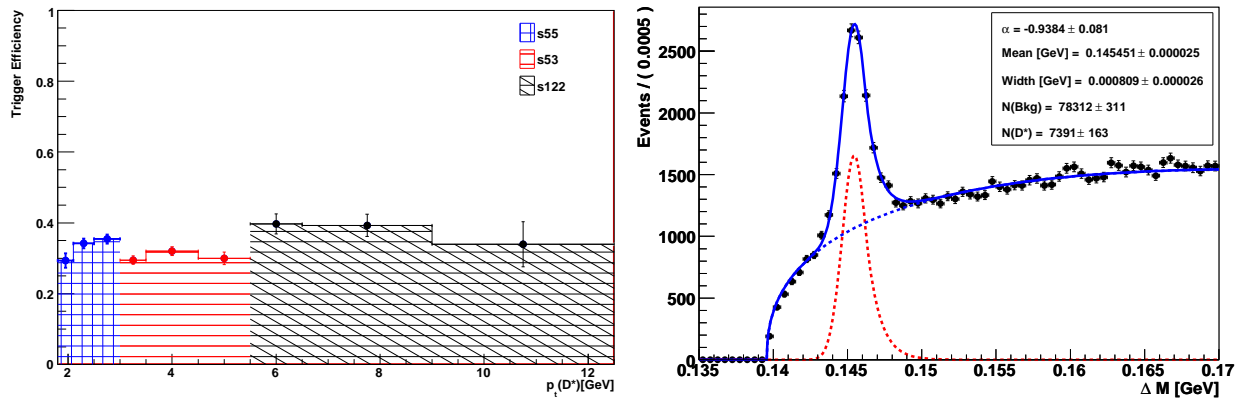 Trigger Efficiency
1
0.8
0.6
0.4
0.2
0
s55
s53
s122
2 4 6 8 10 12
p_t(D*)[GeV]
Events / ( 0.0005 )
2500
2000
1500
1000
500
0
α = -0.9384 ± 0.081
Mean [GeV] = 0.145451 ± 0.000025
Width [GeV] = 0.000809 ± 0.000026
N(Bkg) = 78312 ± 311
N(D*) = 7391 ± 163
0.135 0.14 0.145 0.15 0.155 0.16 0.165 0.17
Δ M [GeV]